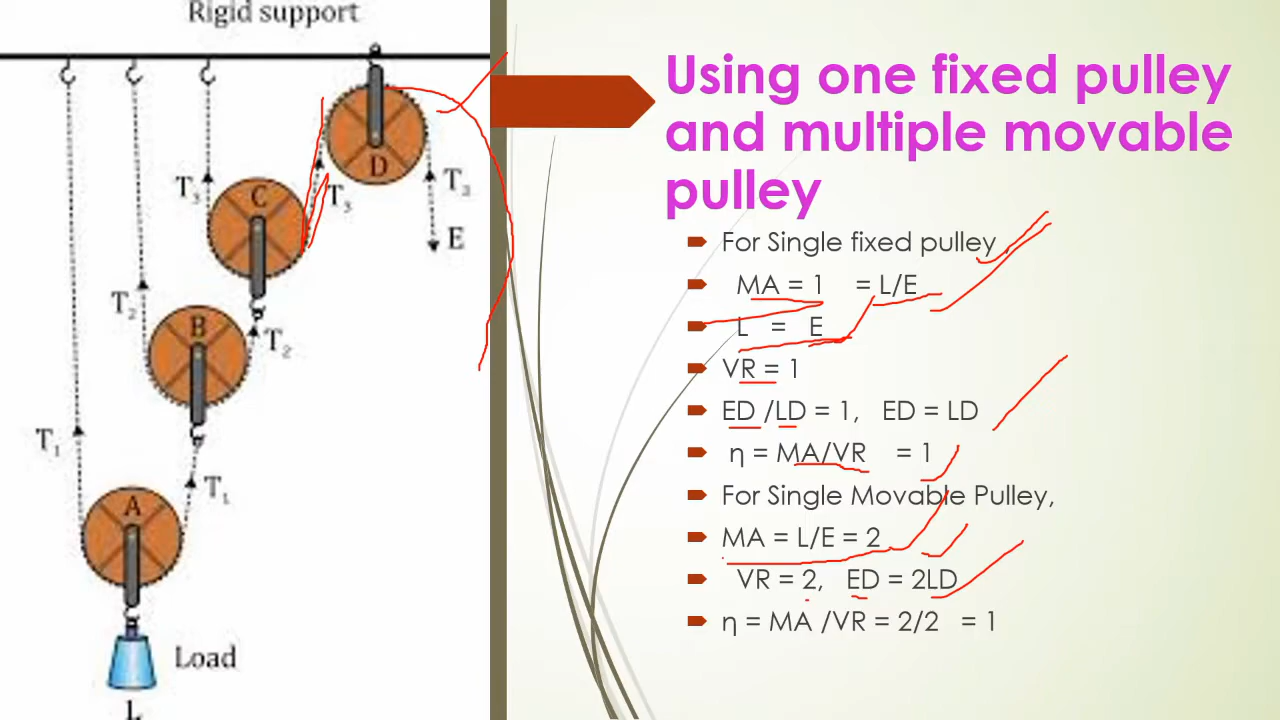 Rigid support
D
T₃
T₃
E
C
T₃
B
T₂
T₂
T₁
T₁
A
Load
L
Using one fixed pulley
and multiple movable
pulley
For Single fixed pulley
MA = 1 = L/E
L = E
VR = 1
ED /LD = 1, ED = LD
η = MA/VR = 1
For Single Movable Pulley,
MA = L/E = 2
VR = 2, ED = 2LD
η = MA /VR = 2/2 = 1